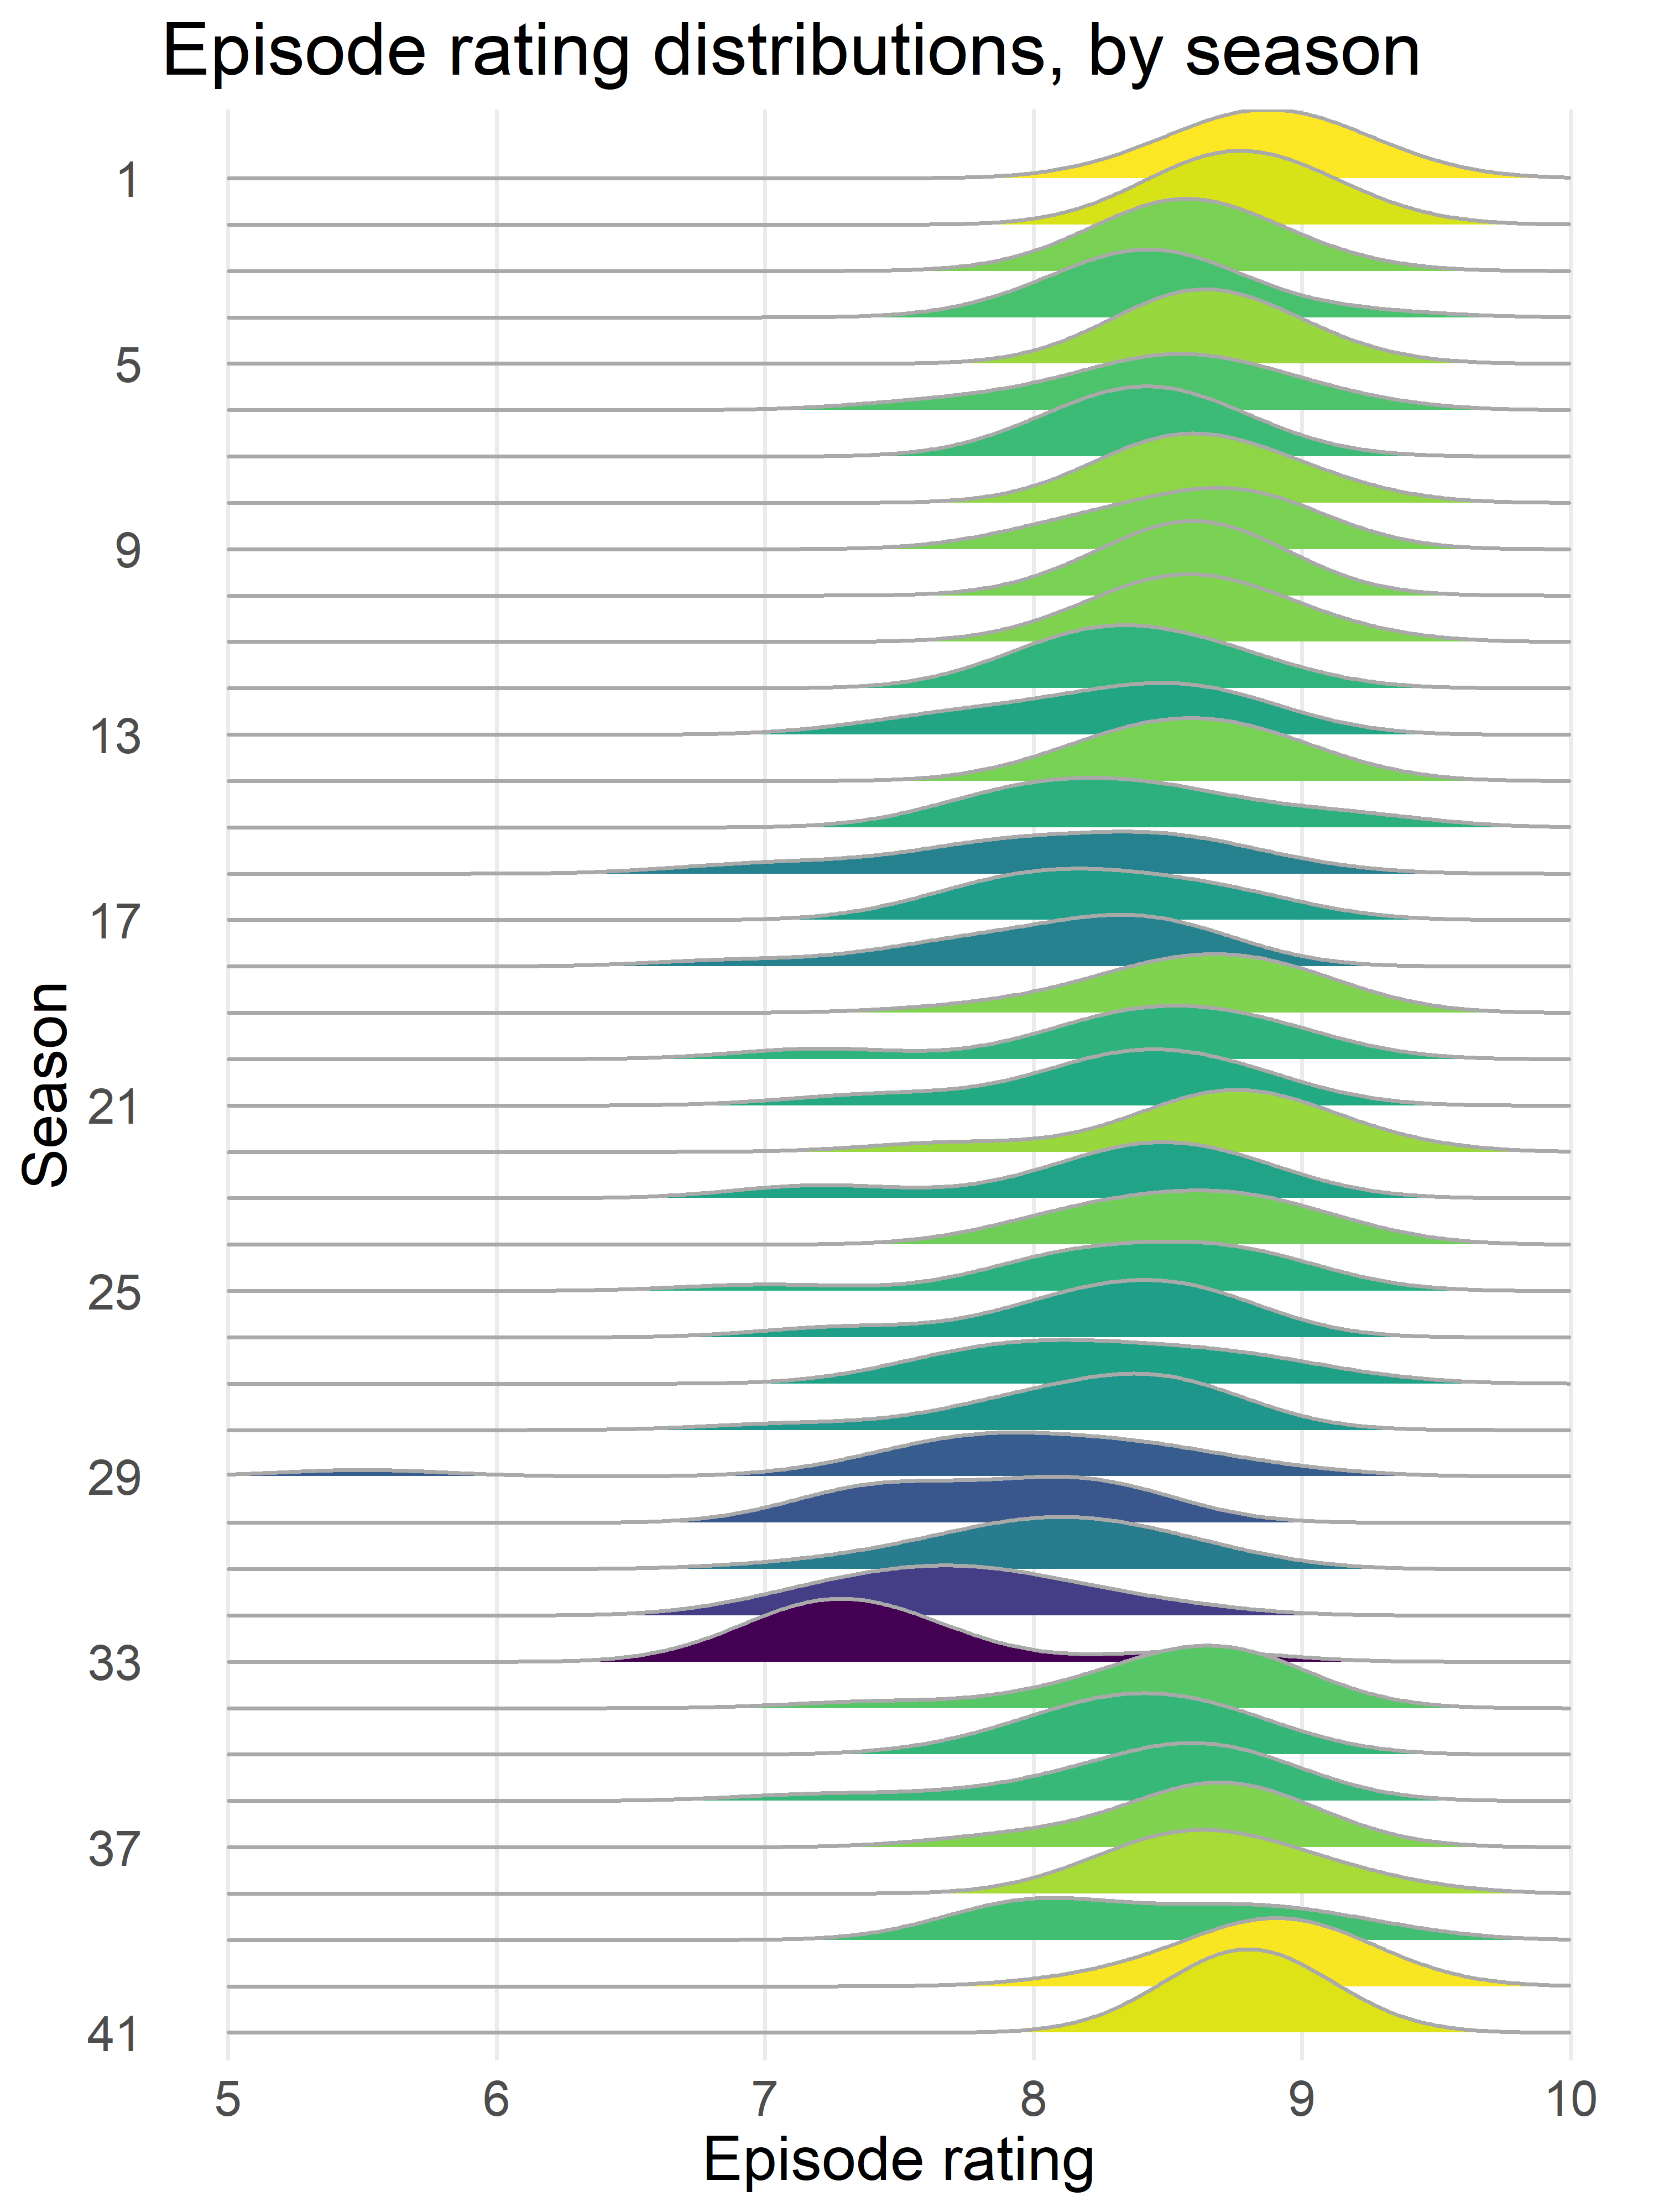 Episode rating distributions, by season
1
5
9
13
17
21
25
29
33
37
41
Season
5 6 7 8 9 10
Episode rating